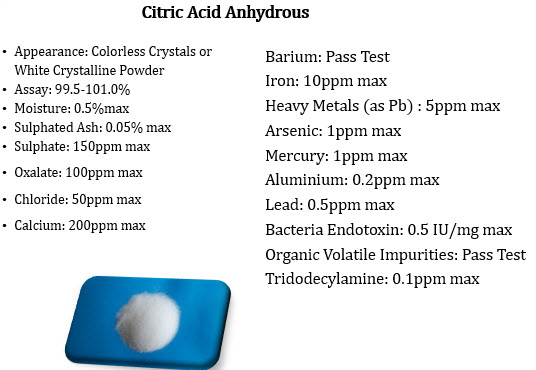 Citric Acid Anhydrous
• Appearance: Colorless Crystals or
White Crystalline Powder
• Assay: 99.5-101.0%
• Moisture: 0.5%max
• Sulphated Ash: 0.05% max
• Sulphate: 150ppm max
• Oxalate: 100ppm max
• Chloride: 50ppm max
• Calcium: 200ppm max
Barium: Pass Test
Iron: 10ppm max
Heavy Metals (as Pb) : 5ppm max
Arsenic: 1ppm max
Mercury: 1ppm max
Aluminium: 0.2ppm max
Lead: 0.5ppm max
Bacteria Endotoxin: 0.5 IU/mg max
Organic Volatile Impurities: Pass Test
Tridodecylamine: 0.1ppm max